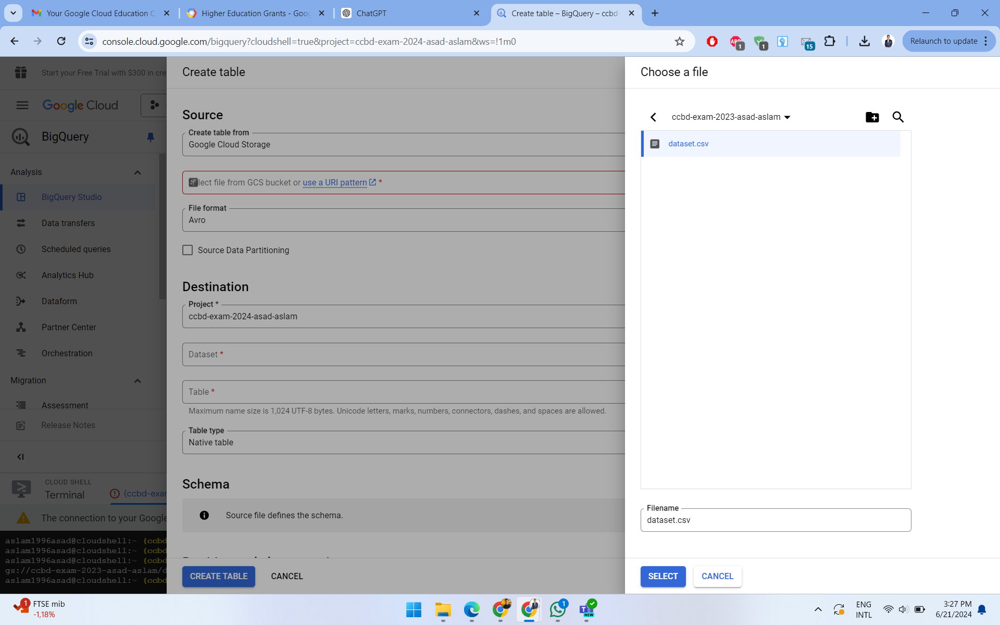 Your Google Cloud Education C
Higher Education Grants - Goo
ChatGPT
Create table – BigQuery – ccbd-
console.cloud.google.com/bigquery?cloudshell=true&project=ccbd-exam-2024-asad-aslam&ws=!1m0
ABP
1
1
15
Relaunch to update
Start your Free Trial with $300 in cre
Google Cloud
BigQuery
Analysis
BigQuery Studio
Data transfers
Scheduled queries
Analytics Hub
Dataform
Partner Center
Orchestration
Migration
Assessment
Release Notes
CLOUD SHELL
Terminal
(ccbd-exar
The connection to your Google
aslam1996asad@cloudshell:~ (ccbd
aslam1996asad@cloudshell:~ (ccbd
aslam1996asad@cloudshell:~ (ccbd
gs://ccbd-exam-2023-asad-aslam/d
aslam1996asad@cloudshell:~ (ccbd
Create table
Source
Create table from
Google Cloud Storage
Select file from GCS bucket or use a URI pattern *
File format
Avro
Source Data Partitioning
Destination
Project *
ccbd-exam-2024-asad-aslam
Dataset *
Table *
Maximum name size is 1,024 UTF-8 bytes. Unicode letters, marks, numbers, connectors, dashes, and spaces are allowed.
Table type
Native table
Schema
Source file defines the schema.
CREATE TABLE
CANCEL
Choose a file
ccbd-exam-2023-asad-aslam
dataset.csv
Filename
dataset.csv
SELECT
CANCEL
1
FTSE mib
-1,18%
1
NEW
ENG
INTL
3:27 PM
6/21/2024